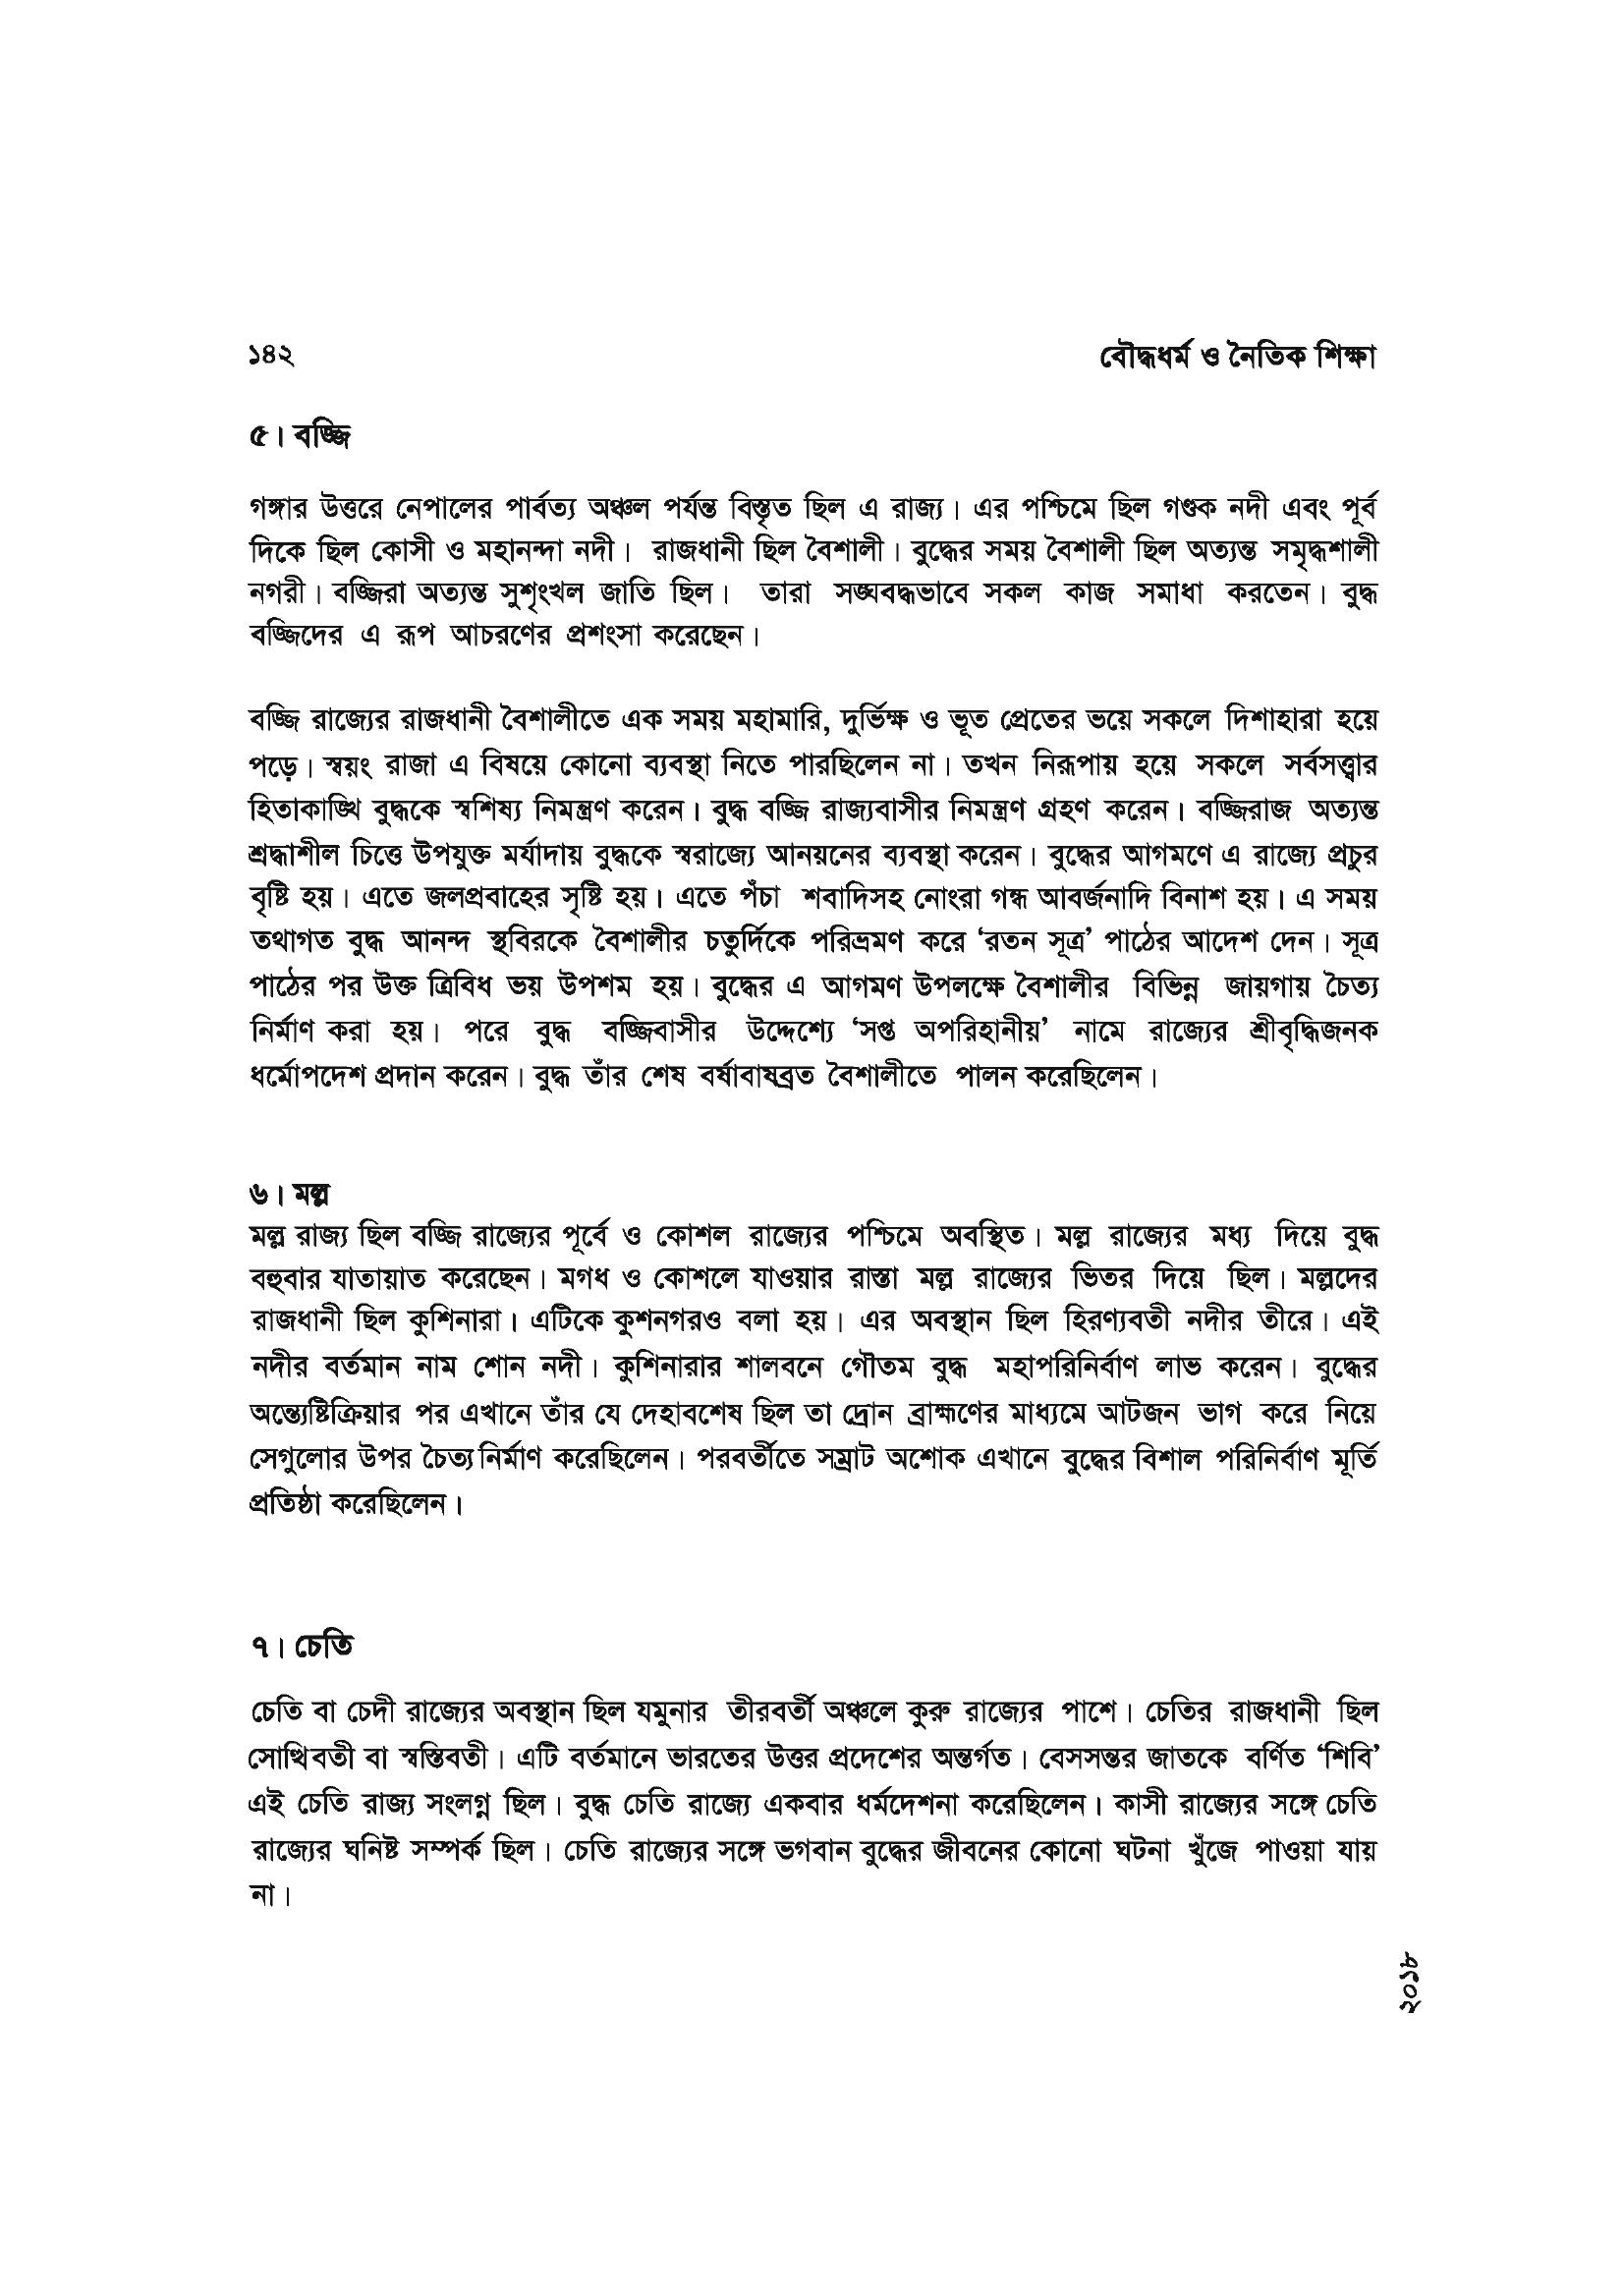 ১৪২ বৌদ্ধধর্ম ও নৈতিক শিক্ষা
৫। বজ্জি
গঙ্গার উত্তরে নেপালের পার্বত্য অঞ্চল পর্যন্ত বিস্তৃত ছিল এ রাজ্য। এর পশ্চিমে ছিল গণ্ডক নদী এবং পূর্ব
দিকে ছিল কোসী ও মহানন্দা নদী। রাজধানী ছিল বৈশালী। বুদ্ধের সময় বৈশালী ছিল অত্যন্ত সমৃদ্ধশালী
নগরী। বজ্জিরা অত্যন্ত সুশৃংখল জাতি ছিল। তারা সঙ্ঘবদ্ধভাবে সকল কাজ সমাধা করতেন। বুদ্ধ
বজ্জিদের এ রূপ আচরণের প্রশংসা করেছেন।
বজ্জি রাজ্যের রাজধানী বৈশালীতে এক সময় মহামারি, দুর্ভিক্ষ ও ভূত প্রেতের ভয়ে সকলে দিশাহারা হয়ে
পড়ে। স্বয়ং রাজা এ বিষয়ে কোনো ব্যবস্থা নিতে পারছিলেন না। তখন নিরূপায় হয়ে সকলে সর্বসত্ত্বার
হিতাকাঙ্খি বুদ্ধকে স্বশিষ্য নিমন্ত্রণ করেন। বুদ্ধ বজ্জি রাজ্যবাসীর নিমন্ত্রণ গ্রহণ করেন। বজ্জিরাজ অত্যন্ত
শ্রদ্ধাশীল চিত্তে উপযুক্ত মর্যাদায় বুদ্ধকে স্বরাজ্যে আনয়নের ব্যবস্থা করেন। বুদ্ধের আগমণে এ রাজ্যে প্রচুর
বৃষ্টি হয়। এতে জলপ্রবাহের সৃষ্টি হয়। এতে পঁচা শবাদিসহ নোংরা গন্ধ আবর্জনাদি বিনাশ হয়। এ সময়
তথাগত বুদ্ধ আনন্দ স্থবিরকে বৈশালীর চতুর্দিকে পরিভ্রমণ করে ‘রতন সূত্র’ পাঠের আদেশ দেন। সূত্র
পাঠের পর উক্ত ত্রিবিধ ভয় উপশম হয়। বুদ্ধের এ আগমণ উপলক্ষে বৈশালীর বিভিন্ন জায়গায় চৈত্য
নির্মাণ করা হয়। পরে বুদ্ধ বজ্জিবাসীর উদ্দেশ্যে ‘সপ্ত অপরিহানীয়’ নামে রাজ্যের শ্রীবৃদ্ধিজনক
ধর্মোপদেশ প্রদান করেন। বুদ্ধ তাঁর শেষ বর্ষাবাষব্রত বৈশালীতে পালন করেছিলেন।
৬। মল্ল
মল্ল রাজ্য ছিল বজ্জি রাজ্যের পূর্বে ও কোশল রাজ্যের পশ্চিমে অবস্থিত। মল্ল রাজ্যের মধ্য দিয়ে বুদ্ধ
বহুবার যাতায়াত করেছেন। মগধ ও কোশলে যাওয়ার রাস্তা মল্ল রাজ্যের ভিতর দিয়ে ছিল। মল্লদের
রাজধানী ছিল কুশিনারা। এটিকে কুশনগরও বলা হয়। এর অবস্থান ছিল হিরণ্যবতী নদীর তীরে। এই
নদীর বর্তমান নাম শোন নদী। কুশিনারার শালবনে গৌতম বুদ্ধ মহাপরিনির্বাণ লাভ করেন। বুদ্ধের
অন্ত্যেষ্টিক্রিয়ার পর এখানে তাঁর যে দেহাবশেষ ছিল তা দ্রোন ব্রাহ্মণের মাধ্যমে আটজন ভাগ করে নিয়ে
সেগুলোর উপর চৈত্য নির্মাণ করেছিলেন। পরবর্তীতে সম্রাট অশোক এখানে বুদ্ধের বিশাল পরিনির্বাণ মূর্তি
প্রতিষ্ঠা করেছিলেন।
৭। চেতি
চেতি বা চেদী রাজ্যের অবস্থান ছিল যমুনার তীরবর্তী অঞ্চলে কুরু রাজ্যের পাশে। চেতির রাজধানী ছিল
সোত্থিবতী বা স্বস্তিবতী। এটি বর্তমানে ভারতের উত্তর প্রদেশের অন্তর্গত। বেসসন্তর জাতকে বর্ণিত ‘শিবি’
এই চেতি রাজ্য সংলগ্ন ছিল। বুদ্ধ চেতি রাজ্যে একবার ধর্মদেশনা করেছিলেন। কাসী রাজ্যের সঙ্গে চেতি
রাজ্যের ঘনিষ্ট সম্পর্ক ছিল। চেতি রাজ্যের সঙ্গে ভগবান বুদ্ধের জীবনের কোনো ঘটনা খুঁজে পাওয়া যায়
না।
২০১৮